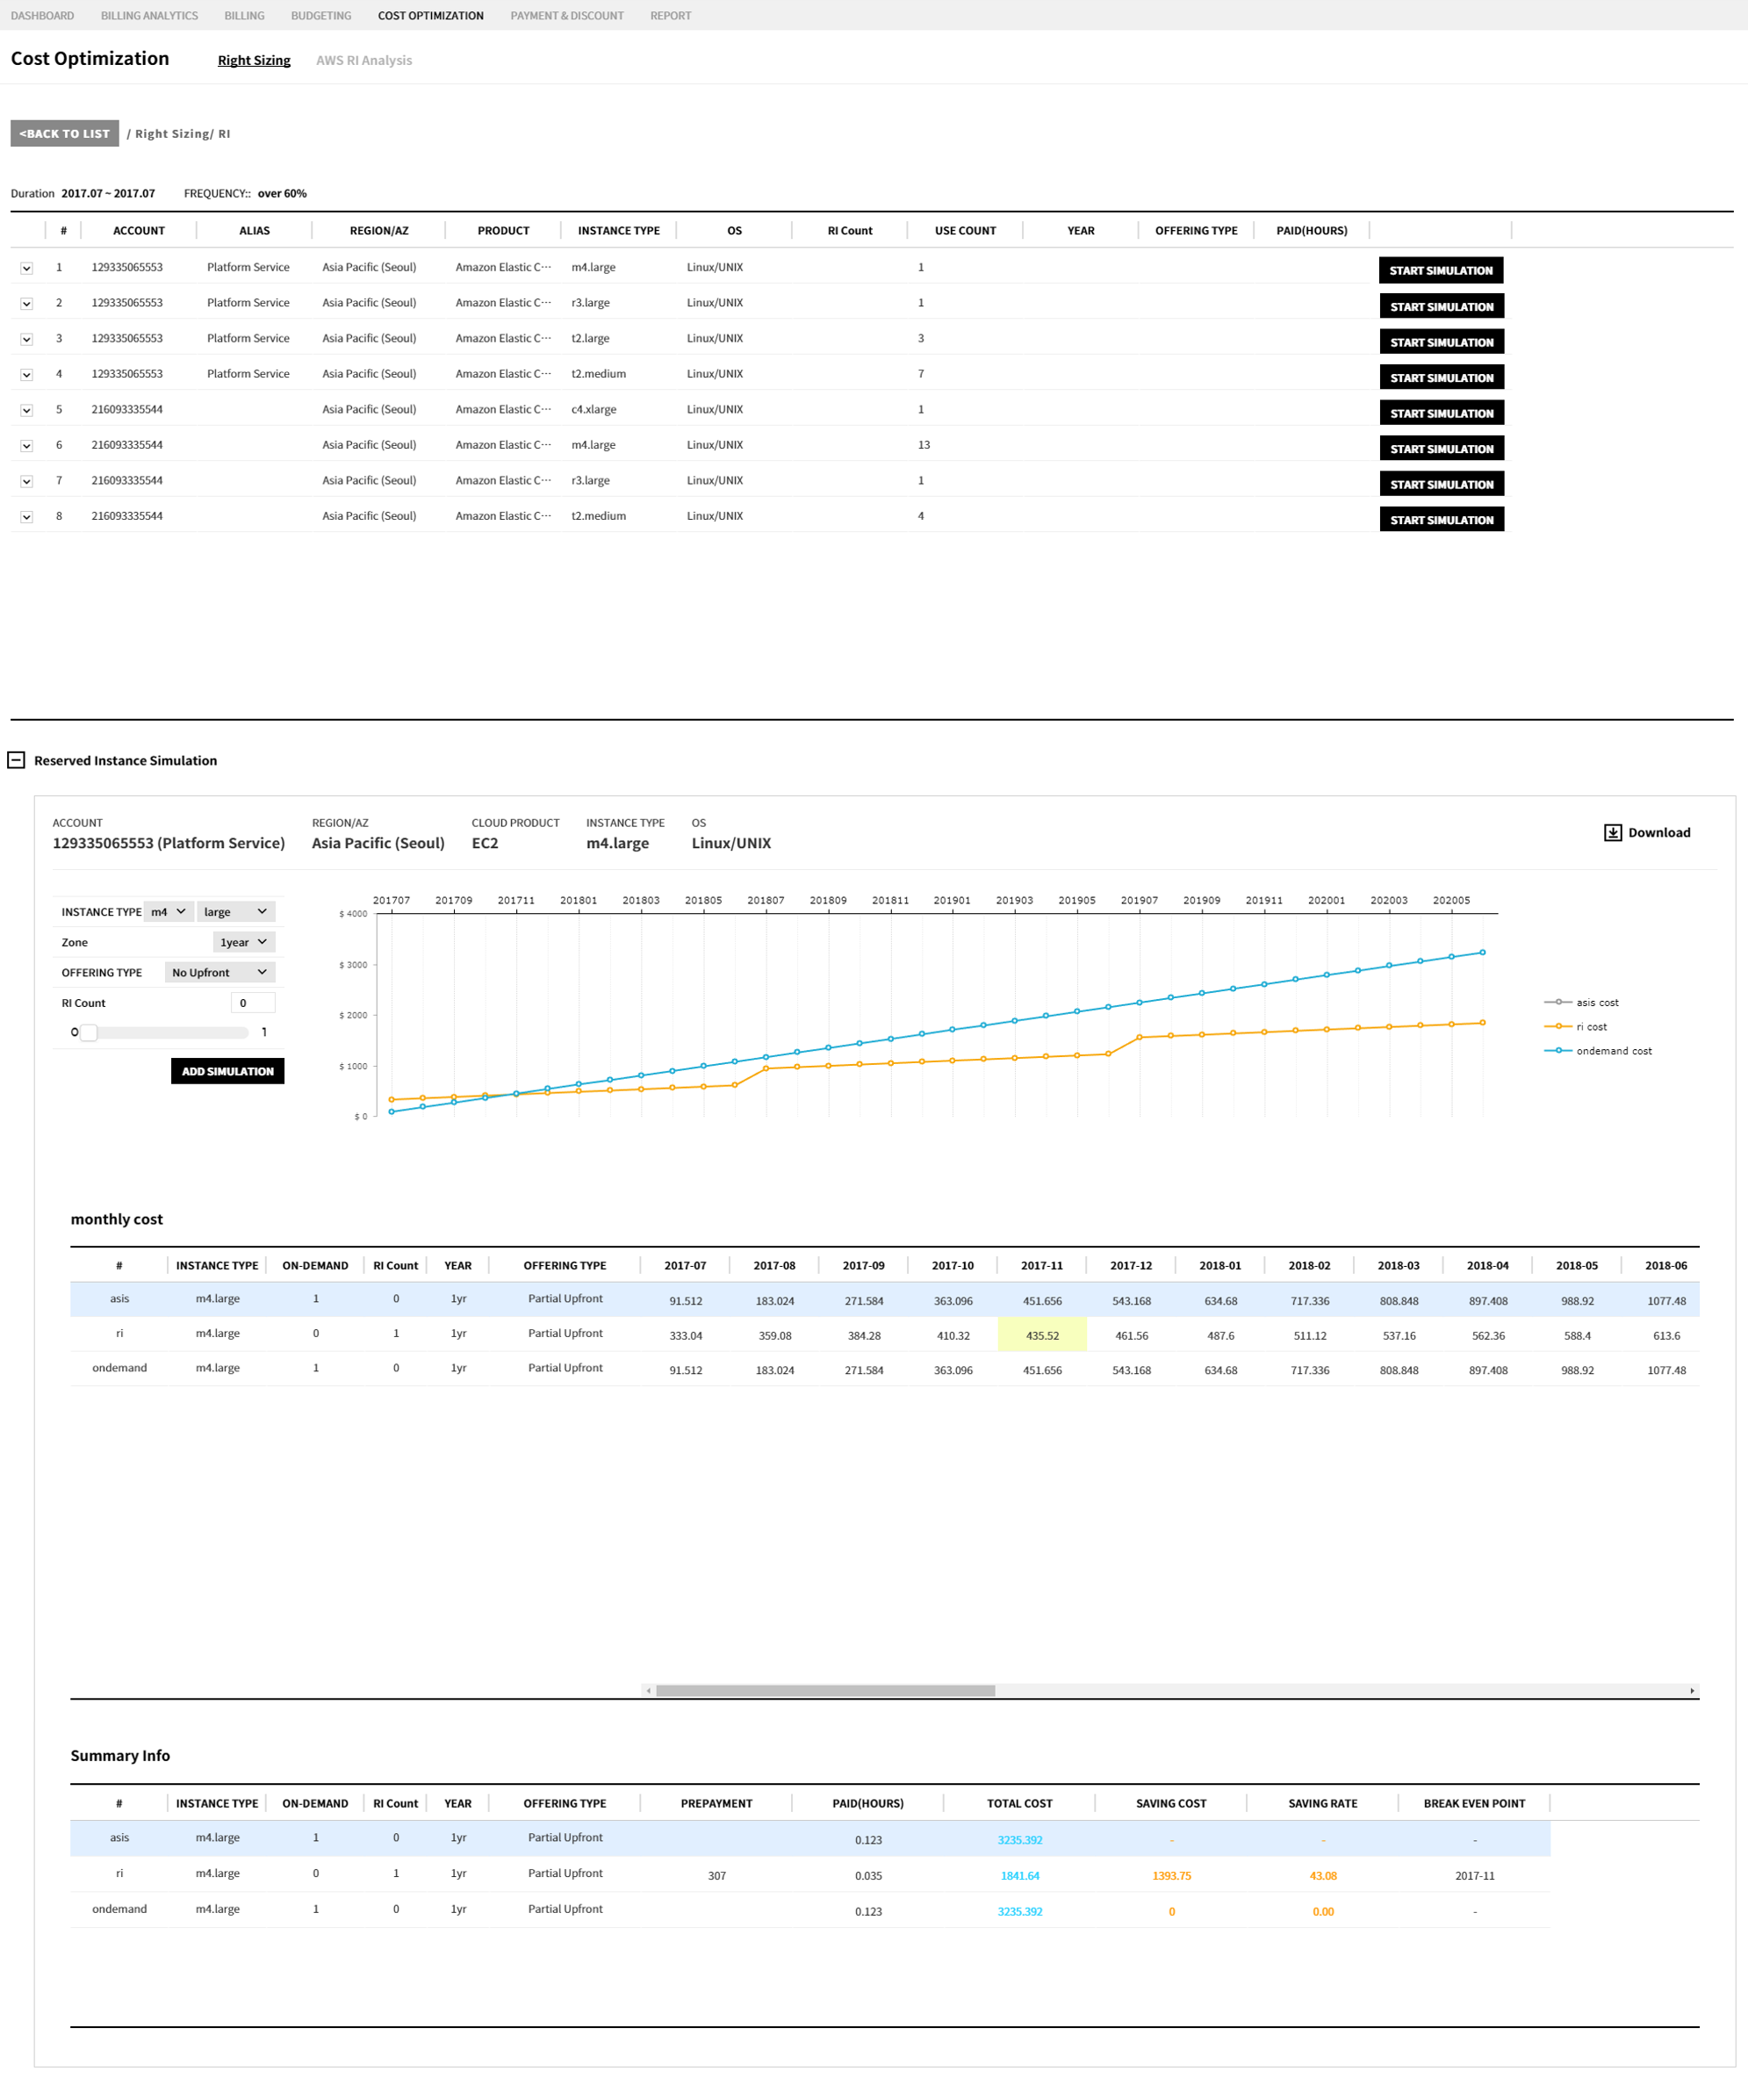 DASHBOARD BILLING ANALYTICS BILLING BUDGETING COST OPTIMIZATION PAYMENT & DISCOUNT REPORT
Cost Optimization Right Sizing AWS RI Analysis
<BACK TO LIST / Right Sizing/ RI
Duration 2017.07 ~ 2017.07 FREQUENCY:: over 60%
# ACCOUNT ALIAS REGION/AZ PRODUCT INSTANCE TYPE OS RI Count USE COUNT YEAR OFFERING TYPE PAID(HOURS)
1 129335065553 Platform Service Asia Pacific (Seoul) Amazon Elastic C··· m4.large Linux/UNIX 1 START SIMULATION
2 129335065553 Platform Service Asia Pacific (Seoul) Amazon Elastic C··· r3.large Linux/UNIX 1 START SIMULATION
3 129335065553 Platform Service Asia Pacific (Seoul) Amazon Elastic C··· t2.large Linux/UNIX 3 START SIMULATION
4 129335065553 Platform Service Asia Pacific (Seoul) Amazon Elastic C··· t2.medium Linux/UNIX 7 START SIMULATION
5 216093335544 Asia Pacific (Seoul) Amazon Elastic C··· c4.xlarge Linux/UNIX 1 START SIMULATION
6 216093335544 Asia Pacific (Seoul) Amazon Elastic C··· m4.large Linux/UNIX 13 START SIMULATION
7 216093335544 Asia Pacific (Seoul) Amazon Elastic C··· r3.large Linux/UNIX 1 START SIMULATION
8 216093335544 Asia Pacific (Seoul) Amazon Elastic C··· t2.medium Linux/UNIX 4 START SIMULATION
Reserved Instance Simulation
ACCOUNT REGION/AZ CLOUD PRODUCT INSTANCE TYPE OS
129335065553 (Platform Service) Asia Pacific (Seoul) EC2 m4.large Linux/UNIX Download
INSTANCE TYPE m4 large
Zone 1year
OFFERING TYPE No Upfront
RI Count 0
0 1
ADD SIMULATION
201707 201709 201711 201801 201803 201805 201807 201809 201811 201901 201903 201905 201907 201909 201911 202001 202003 202005
$ 4000
$ 3000
$ 2000
$ 1000
$ 0
asis cost
ri cost
ondemand cost
monthly cost
# INSTANCE TYPE ON-DEMAND RI Count YEAR OFFERING TYPE 2017-07 2017-08 2017-09 2017-10 2017-11 2017-12 2018-01 2018-02 2018-03 2018-04 2018-05 2018-06
asis m4.large 1 0 1yr Partial Upfront 91.512 183.024 271.584 363.096 451.656 543.168 634.68 717.336 808.848 897.408 988.92 1077.48
ri m4.large 0 1 1yr Partial Upfront 333.04 359.08 384.28 410.32 435.52 461.56 487.6 511.12 537.16 562.36 588.4 613.6
ondemand m4.large 1 0 1yr Partial Upfront 91.512 183.024 271.584 363.096 451.656 543.168 634.68 717.336 808.848 897.408 988.92 1077.48
Summary Info
# INSTANCE TYPE ON-DEMAND RI Count YEAR OFFERING TYPE PREPAYMENT PAID(HOURS) TOTAL COST SAVING COST SAVING RATE BREAK EVEN POINT
asis m4.large 1 0 1yr Partial Upfront 0.123 3235.392 - - -
ri m4.large 0 1 1yr Partial Upfront 307 0.035 1841.64 1393.75 43.08 2017-11
ondemand m4.large 1 0 1yr Partial Upfront 0.123 3235.392 0 0.00 -